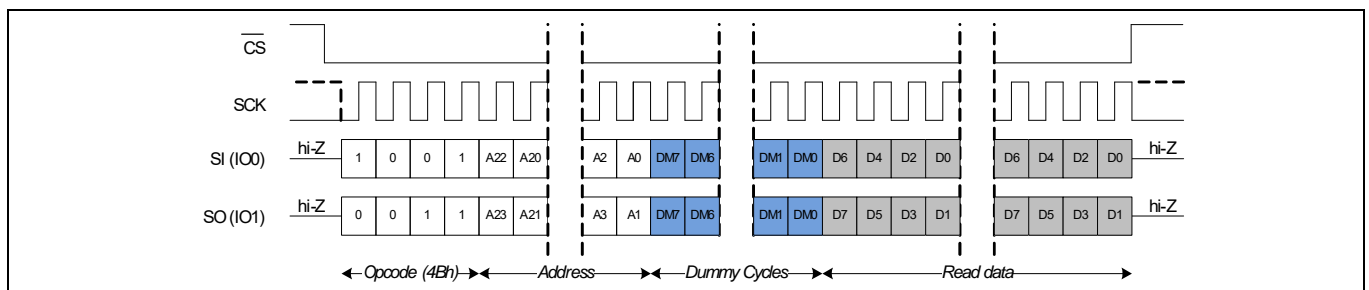 CS
SCK
SI (IO0) hi-Z 1 0 0 1 A22 A20 A2 A0 DM7 DM6 DM1 DM0 D6 D4 D2 D0 D6 D4 D2 D0 hi-Z
SO (IO1) hi-Z 0 0 1 1 A23 A21 A3 A1 DM7 DM6 DM1 DM0 D7 D5 D3 D1 D7 D5 D3 D1 hi-Z
Opcode (4Bh) Address Dummy Cycles Read data